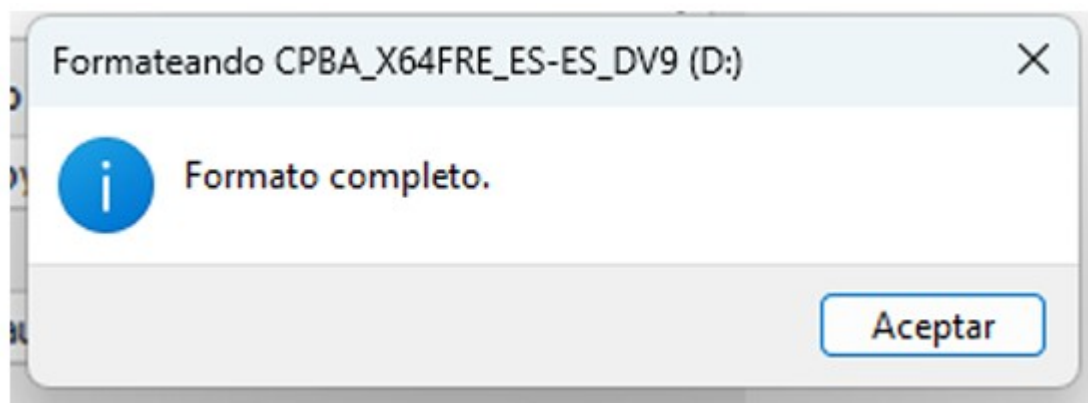 Formateando CPBA_X64FRE_ES-ES_DV9 (D:)
Formato completo.
Aceptar